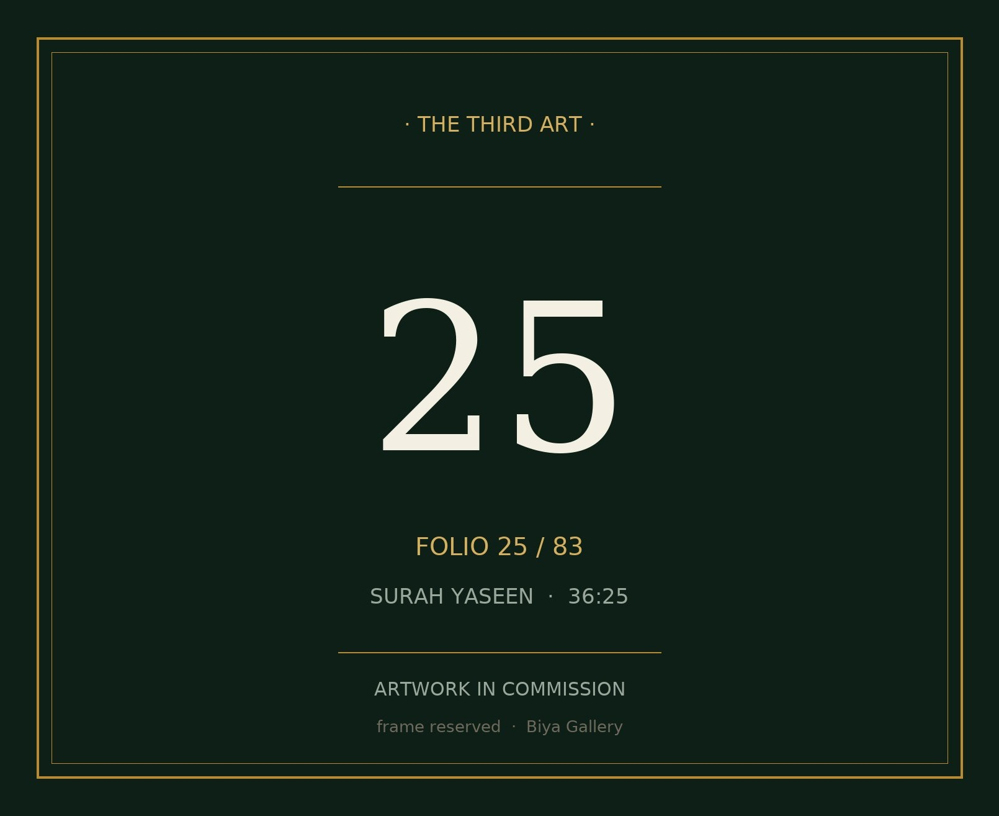 · THE THIRD ART ·
25
FOLIO 25 / 83
SURAH YASEEN · 36:25
ARTWORK IN COMMISSION
frame reserved · Biya Gallery